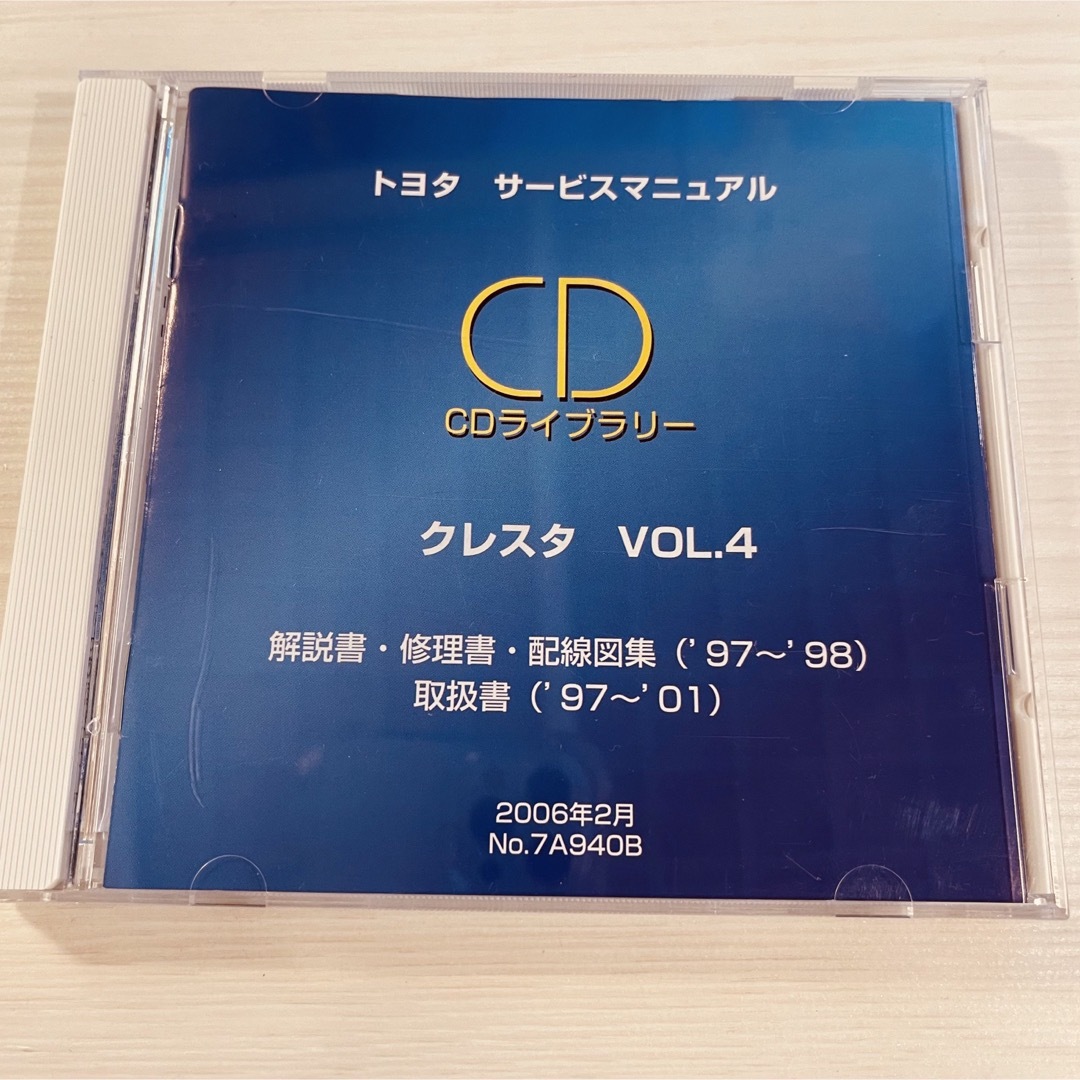 トヨタ　サービスマニュアル
CD
CDライブラリー
クレスタ　VOL.4
解説書・修理書・配線図集（’97～’98）
取扱書（’97～’01）
2006年2月
No.7A940B